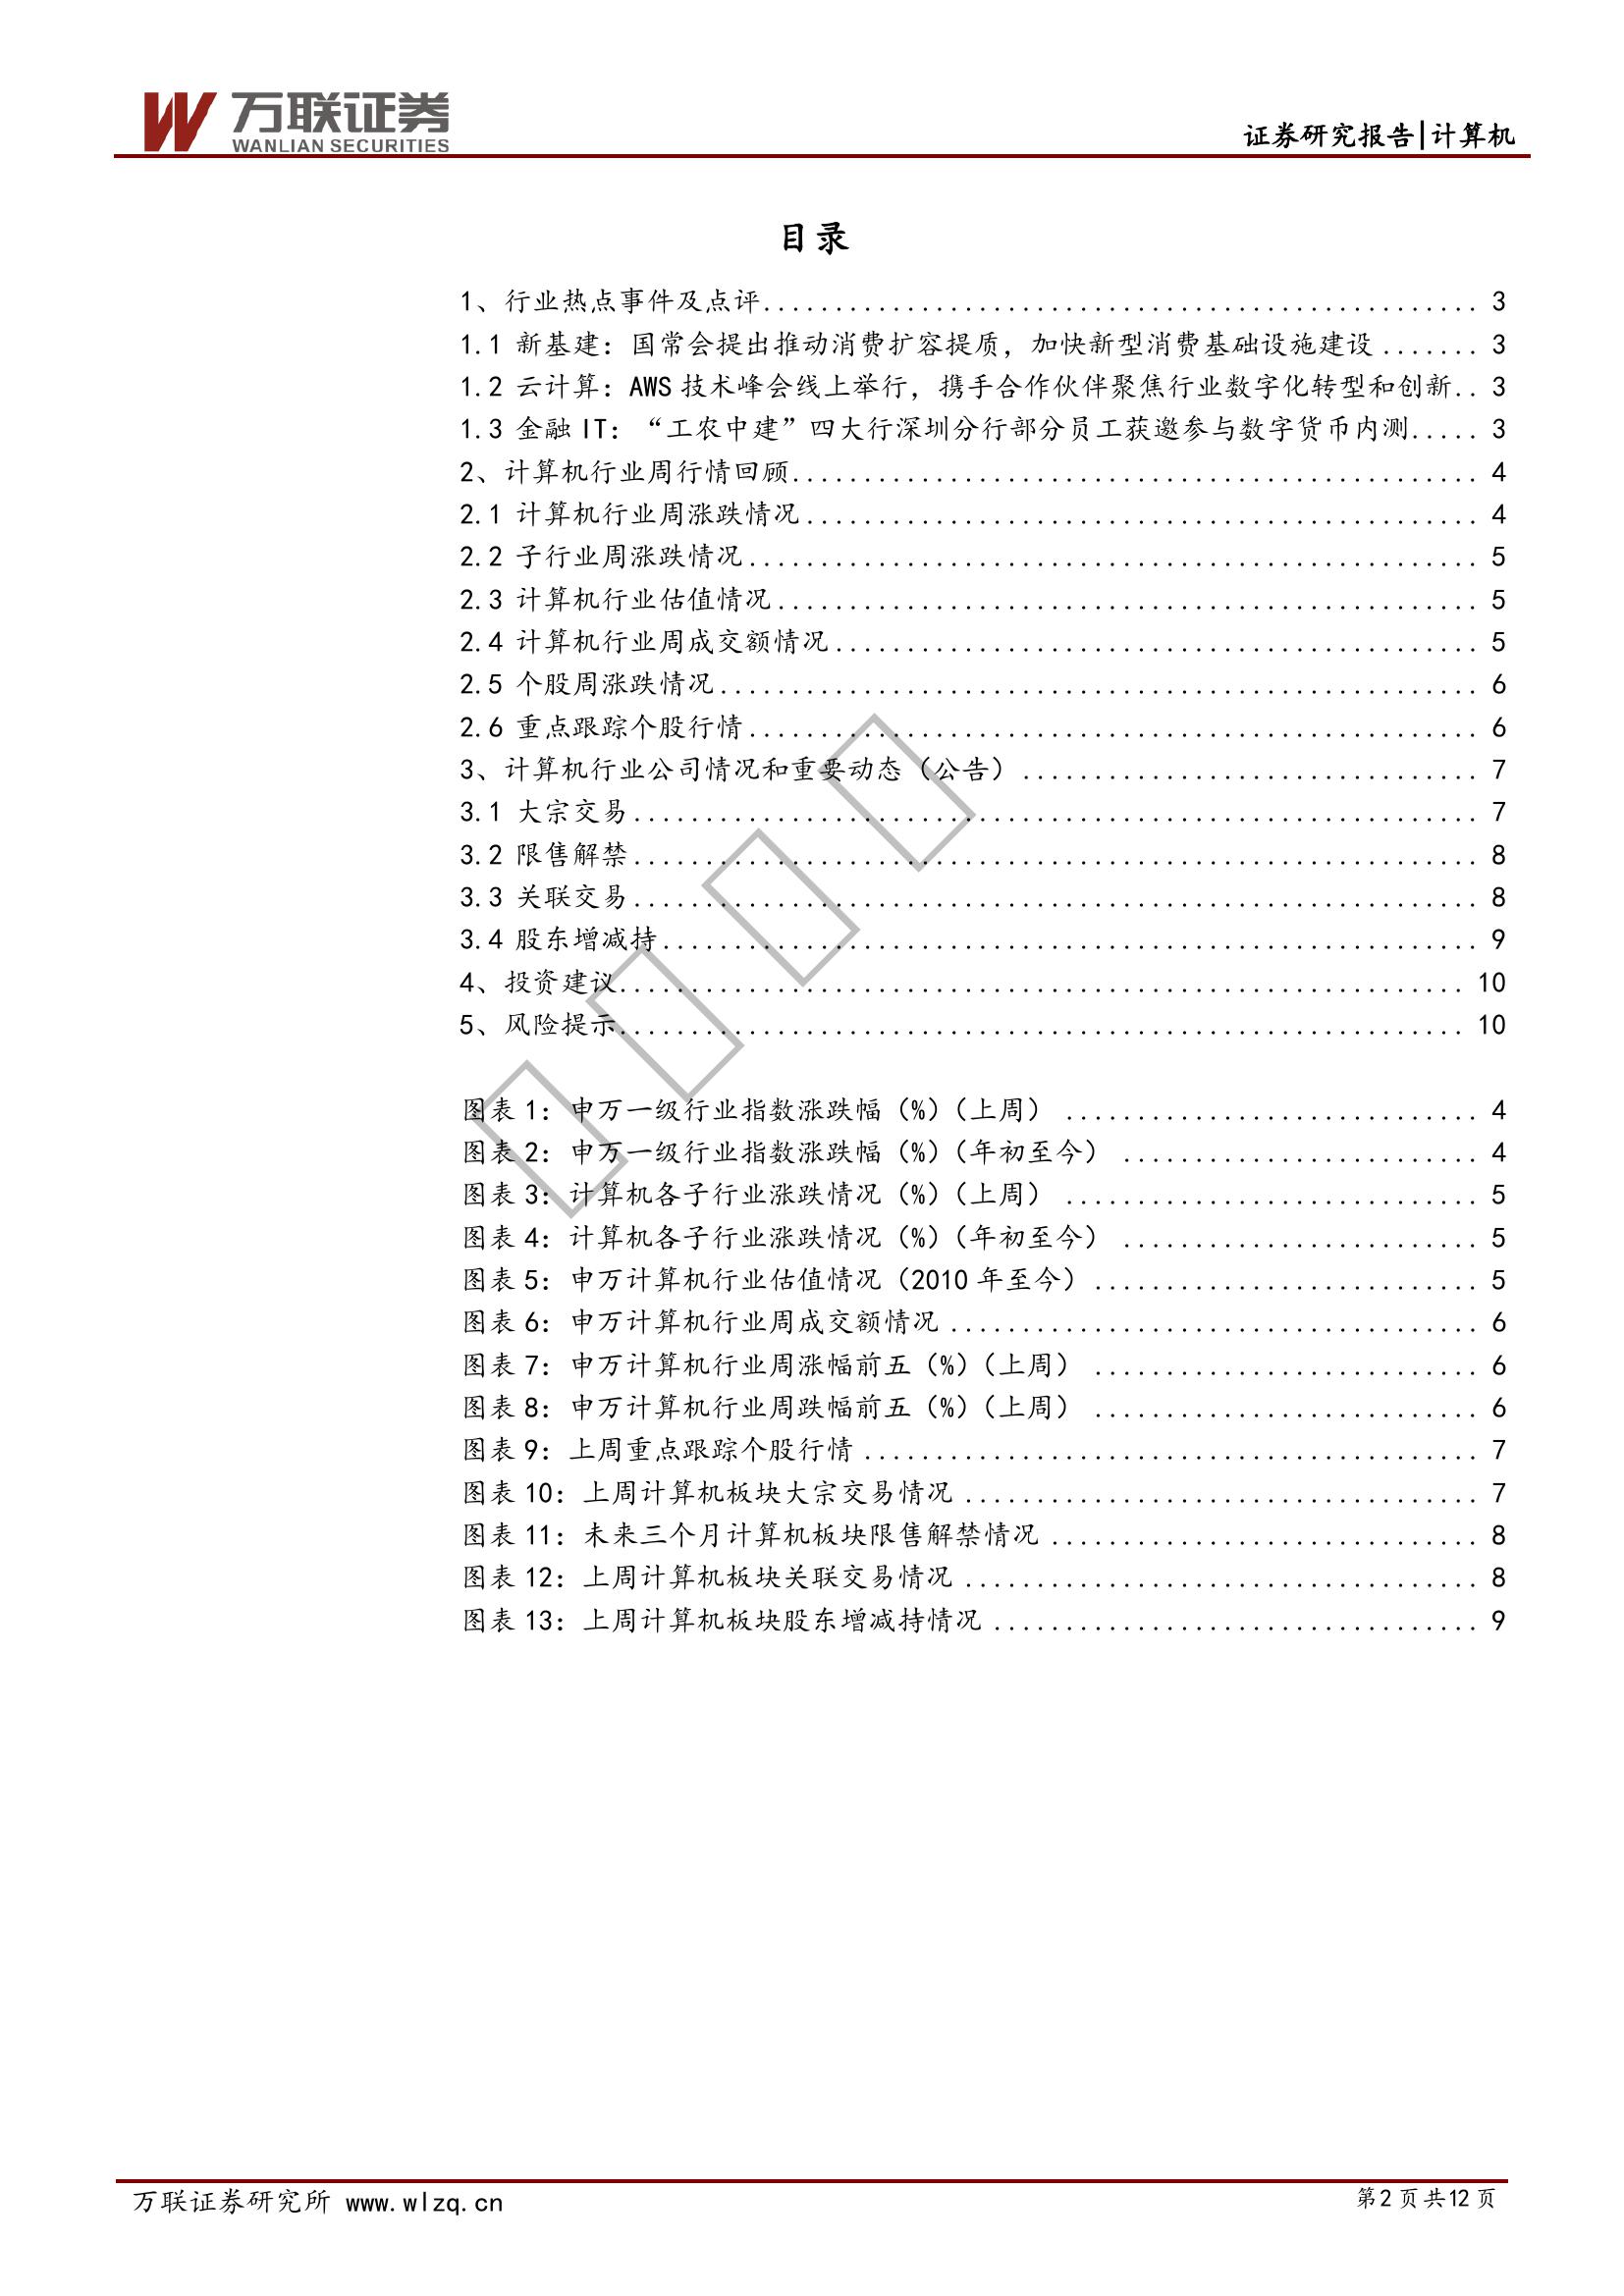 万联证券
WANLIAN SECURITIES
证券研究报告|计算机
目录
1、行业热点事件及点评.................................................. 3
1.1 新基建：国常会提出推动消费扩容提质，加快新型消费基础设施建设 ....... 3
1.2 云计算：AWS 技术峰会线上举行，携手合作伙伴聚焦行业数字化转型和创新.. 3
1.3 金融 IT：“工农中建”四大行深圳分行部分员工获邀参与数字货币内测..... 3
2、计算机行业周行情回顾................................................ 4
2.1 计算机行业周涨跌情况............................................... 4
2.2 子行业周涨跌情况................................................... 5
2.3 计算机行业估值情况................................................. 5
2.4 计算机行业周成交额情况............................................. 5
2.5 个股周涨跌情况..................................................... 6
2.6 重点跟踪个股行情................................................... 6
3、计算机行业公司情况和重要动态（公告）................................ 7
3.1 大宗交易........................................................... 7
3.2 限售解禁........................................................... 8
3.3 关联交易........................................................... 8
3.4 股东增减持......................................................... 9
4、投资建议........................................................... 10
5、风险提示........................................................... 10
图表 1：申万一级行业指数涨跌幅（%）（上周） ............................. 4
图表 2：申万一级行业指数涨跌幅（%）（年初至今） ......................... 4
图表 3：计算机各子行业涨跌情况（%）（上周） ............................. 5
图表 4：计算机各子行业涨跌情况（%）（年初至今） ......................... 5
图表 5：申万计算机行业估值情况（2010 年至今）........................... 5
图表 6：申万计算机行业周成交额情况 ..................................... 6
图表 7：申万计算机行业周涨幅前五（%）（上周） ........................... 6
图表 8：申万计算机行业周跌幅前五（%）（上周） ........................... 6
图表 9：上周重点跟踪个股行情 ........................................... 7
图表 10：上周计算机板块大宗交易情况 .................................... 7
图表 11：未来三个月计算机板块限售解禁情况 .............................. 8
图表 12：上周计算机板块关联交易情况 .................................... 8
图表 13：上周计算机板块股东增减持情况 .................................. 9
万联证券研究所 www.wlzq.cn
第2页共12页